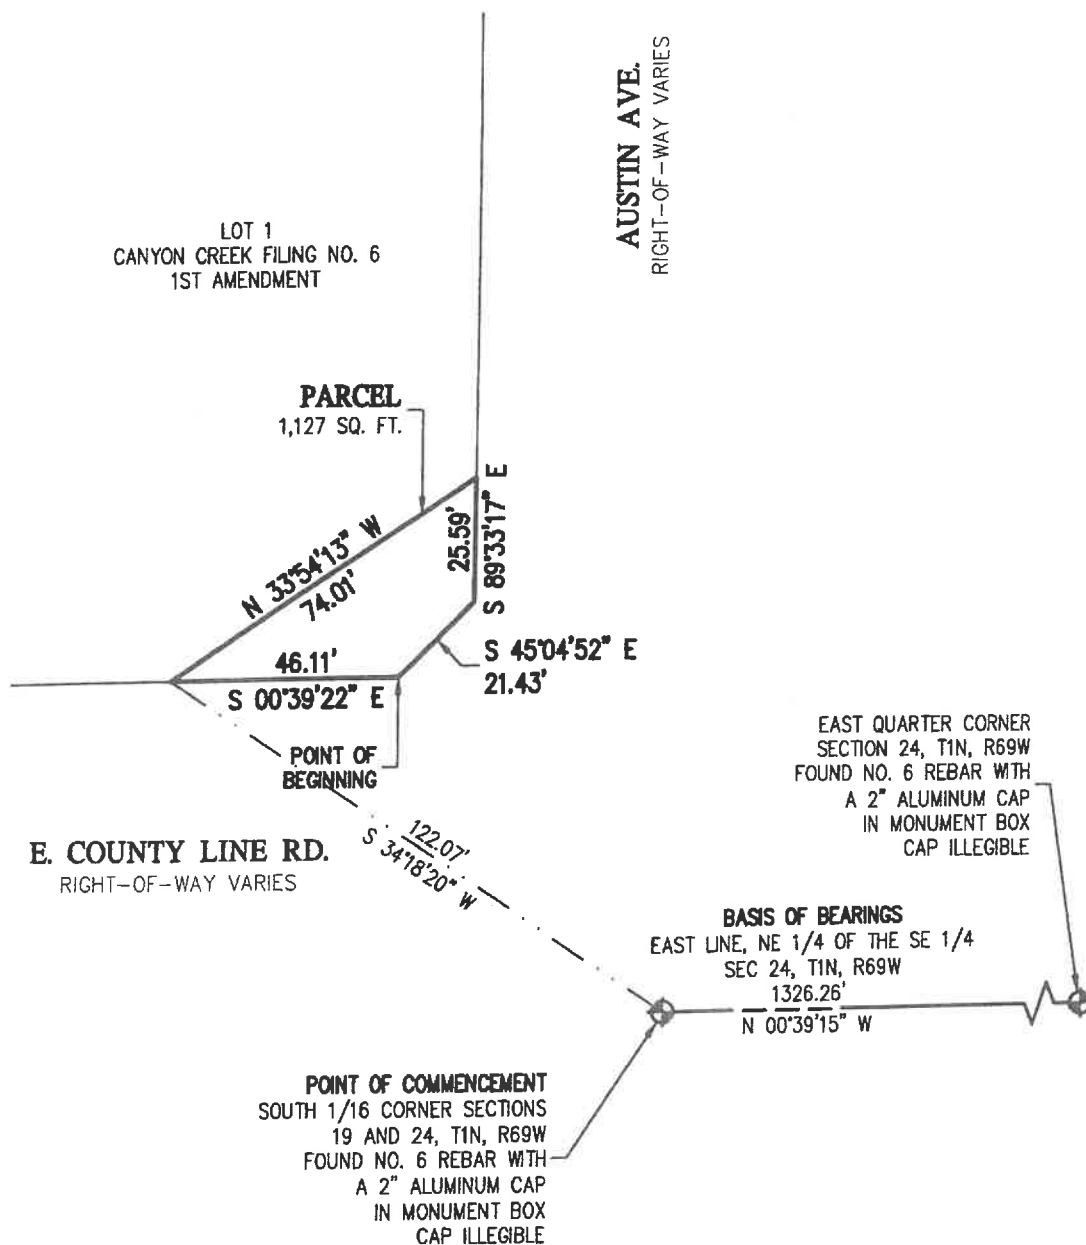 AUSTIN AVE.
RIGHT-OF-WAY VARIES
LOT 1
CANYON CREEK FILING NO. 6
1ST AMENDMENT
PARCEL
1,127 SQ. FT.
N 33°54'13" W
74.01'
25.59'
S 89°33'17" E
46.11'
S 00°39'22" E
S 45°04'52" E
21.43'
POINT OF
BEGINNING
E. COUNTY LINE RD.
RIGHT-OF-WAY VARIES
122.07'
S 34°18'20" W
EAST QUARTER CORNER
SECTION 24, T1N, R69W
FOUND NO. 6 REBAR WITH
A 2" ALUMINUM CAP
IN MONUMENT BOX
CAP ILLEGIBLE
BASIS OF BEARINGS
EAST LINE, NE 1/4 OF THE SE 1/4
SEC 24, T1N, R69W
1326.26'
N 00°39'15" W
POINT OF COMMENCEMENT
SOUTH 1/16 CORNER SECTIONS
19 AND 24, T1N, R69W
FOUND NO. 6 REBAR WITH
A 2" ALUMINUM CAP
IN MONUMENT BOX
CAP ILLEGIBLE